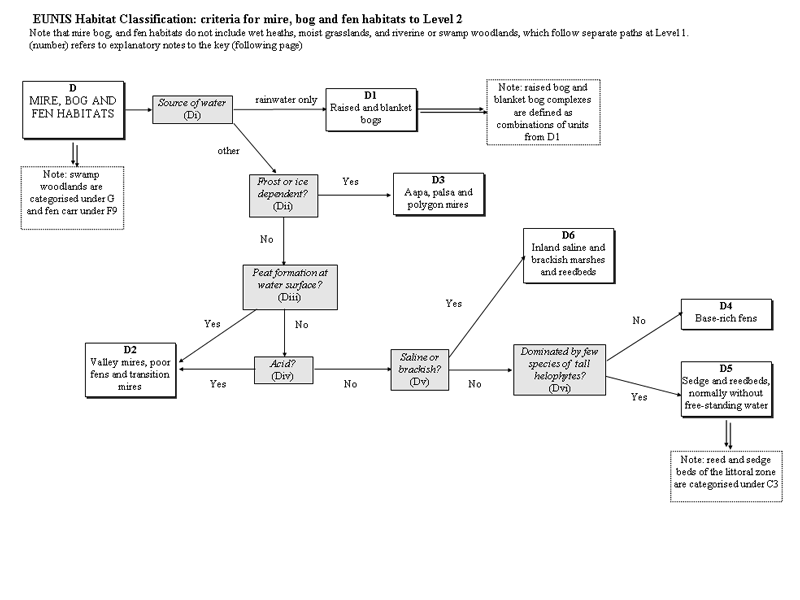 EUNIS Habitat Classification: criteria for mire, bog and fen habitats to Level 2
Note that mire bog, and fen habitats do not include wet heaths, moist grasslands, and riverine or swamp woodlands, which follow separate paths at Level 1.
(number) refers to explanatory notes to the key (following page)
D
MIRE, BOG AND
FEN HABITATS
Source of water
(Di)
rainwater only
D1
Raised and blanket
bogs
Note: raised bog and
blanket bog complexes
are defined as
combinations of units
from D1
other
Note: swamp
woodlands are
categorised under G
and fen carr under F9
Frost or ice
dependent?
(Dii)
Yes
D3
Aapa, palsa and
polygon mires
No
D6
Inland saline and
brackish marshes
and reedbeds
Peat formation at
water surface?
(Diii)
Yes
No
Yes
D4
Base-rich fens
No
D2
Valley mires, poor
fens and transition
mires
Yes
Acid?
(Div)
No
Saline or
brackish?
(Dv)
No
Dominated by few
species of tall
helophytes?
(Dvi)
Yes
D5
Sedge and reedbeds,
normally without
free-standing water
Note: reed and sedge
beds of the littoral zone
are categorised under C3